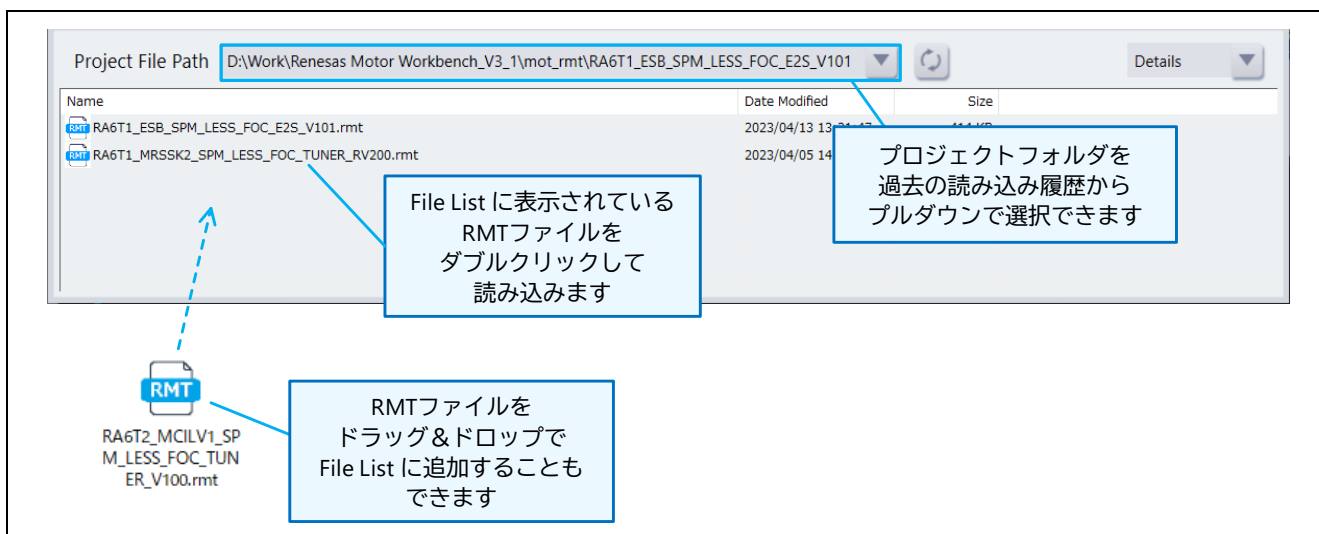 Project File Path D:\Work\Renesas Motor Workbench_V3_1\mot_rmt\RA6T1_ESB_SPM_LESS_FOC_E2S_V101 Details
Name Date Modified Size
RMT RA6T1_ESB_SPM_LESS_FOC_E2S_V101.rmt 2023/04/13
RMT RA6T1_MRSSK2_SPM_LESS_FOC_TUNER_RV200.rmt 2023/04/05 14
プロジェクトフォルダを
過去の読み込み履歴から
プルダウンで選択できます
File List に表示されている
RMTファイルを
ダブルクリックして
読み込みます
RMT
RA6T2_MCILV1_SP
M_LESS_FOC_TUN
ER_V100.rmt
RMTファイルを
ドラッグ&ドロップで
File List に追加することも
できます